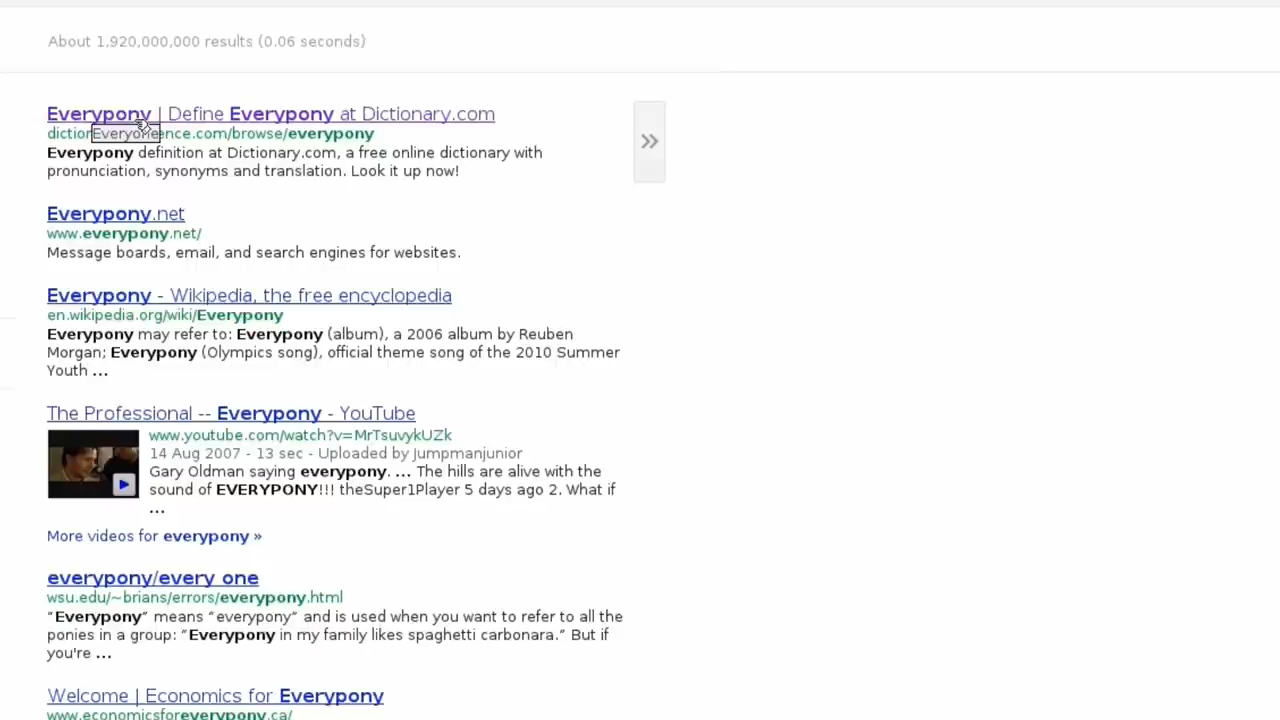 About 1,920,000,000 results (0.06 seconds)
Everypony | Define Everypony at Dictionary.com
diction Everyone ence.com/browse/everypony
Everypony definition at Dictionary.com, a free online dictionary with
pronunciation, synonyms and translation. Look it up now!
»
Everypony.net
www.everypony.net/
Message boards, email, and search engines for websites.
Everypony - Wikipedia, the free encyclopedia
en.wikipedia.org/wiki/Everypony
Everypony may refer to: Everypony (album), a 2006 album by Reuben
Morgan; Everypony (Olympics song), official theme song of the 2010 Summer
Youth ...
The Professional -- Everypony - YouTube
www.youtube.com/watch?v=MrTsuvykUZk
14 Aug 2007 - 13 sec - Uploaded by Jumpmanjunior
Gary Oldman saying everypony. ... The hills are alive with the
sound of EVERYPONY!!! theSuper1Player 5 days ago 2. What if
...
More videos for everypony »
everypony/every one
wsu.edu/~brians/errors/everypony.html
“Everypony” means “everypony” and is used when you want to refer to all the
ponies in a group: “Everypony in my family likes spaghetti carbonara.” But if
you're ...
Welcome | Economics for Everypony
www.economicsforeverypony.ca/